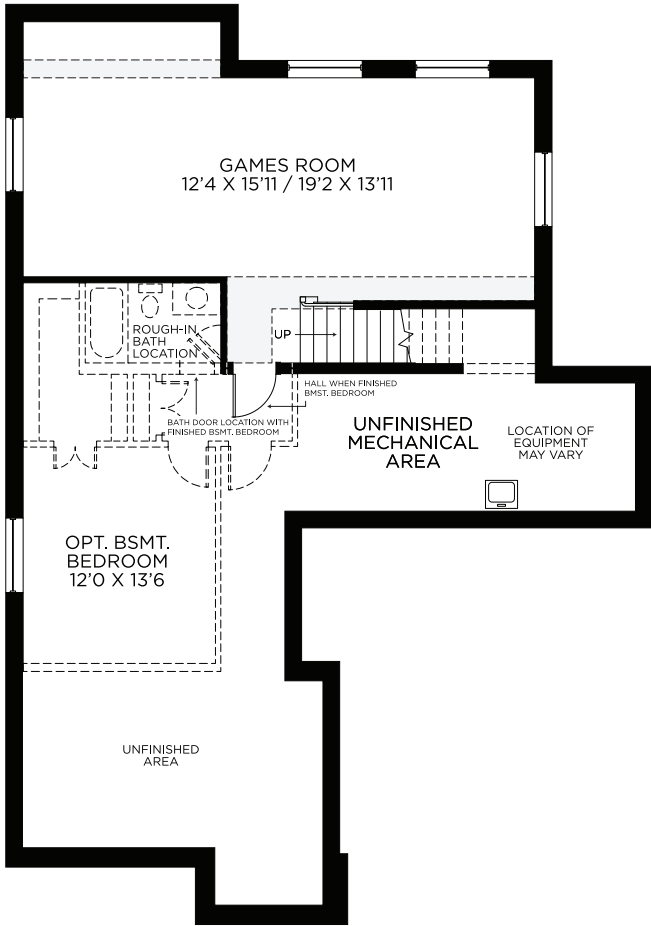 GAMES ROOM
12'4 X 15'11 / 19'2 X 13'11
ROUGH-IN
BATH
LOCATION
UP
HALL WHEN FINISHED
BMST. BEDROOM
BATH DOOR LOCATION WITH
FINISHED BSMT. BEDROOM
UNFINISHED
MECHANICAL
AREA
LOCATION OF
EQUIPMENT
MAY VARY
OPT. BSMT.
BEDROOM
12'0 X 13'6
UNFINISHED
AREA